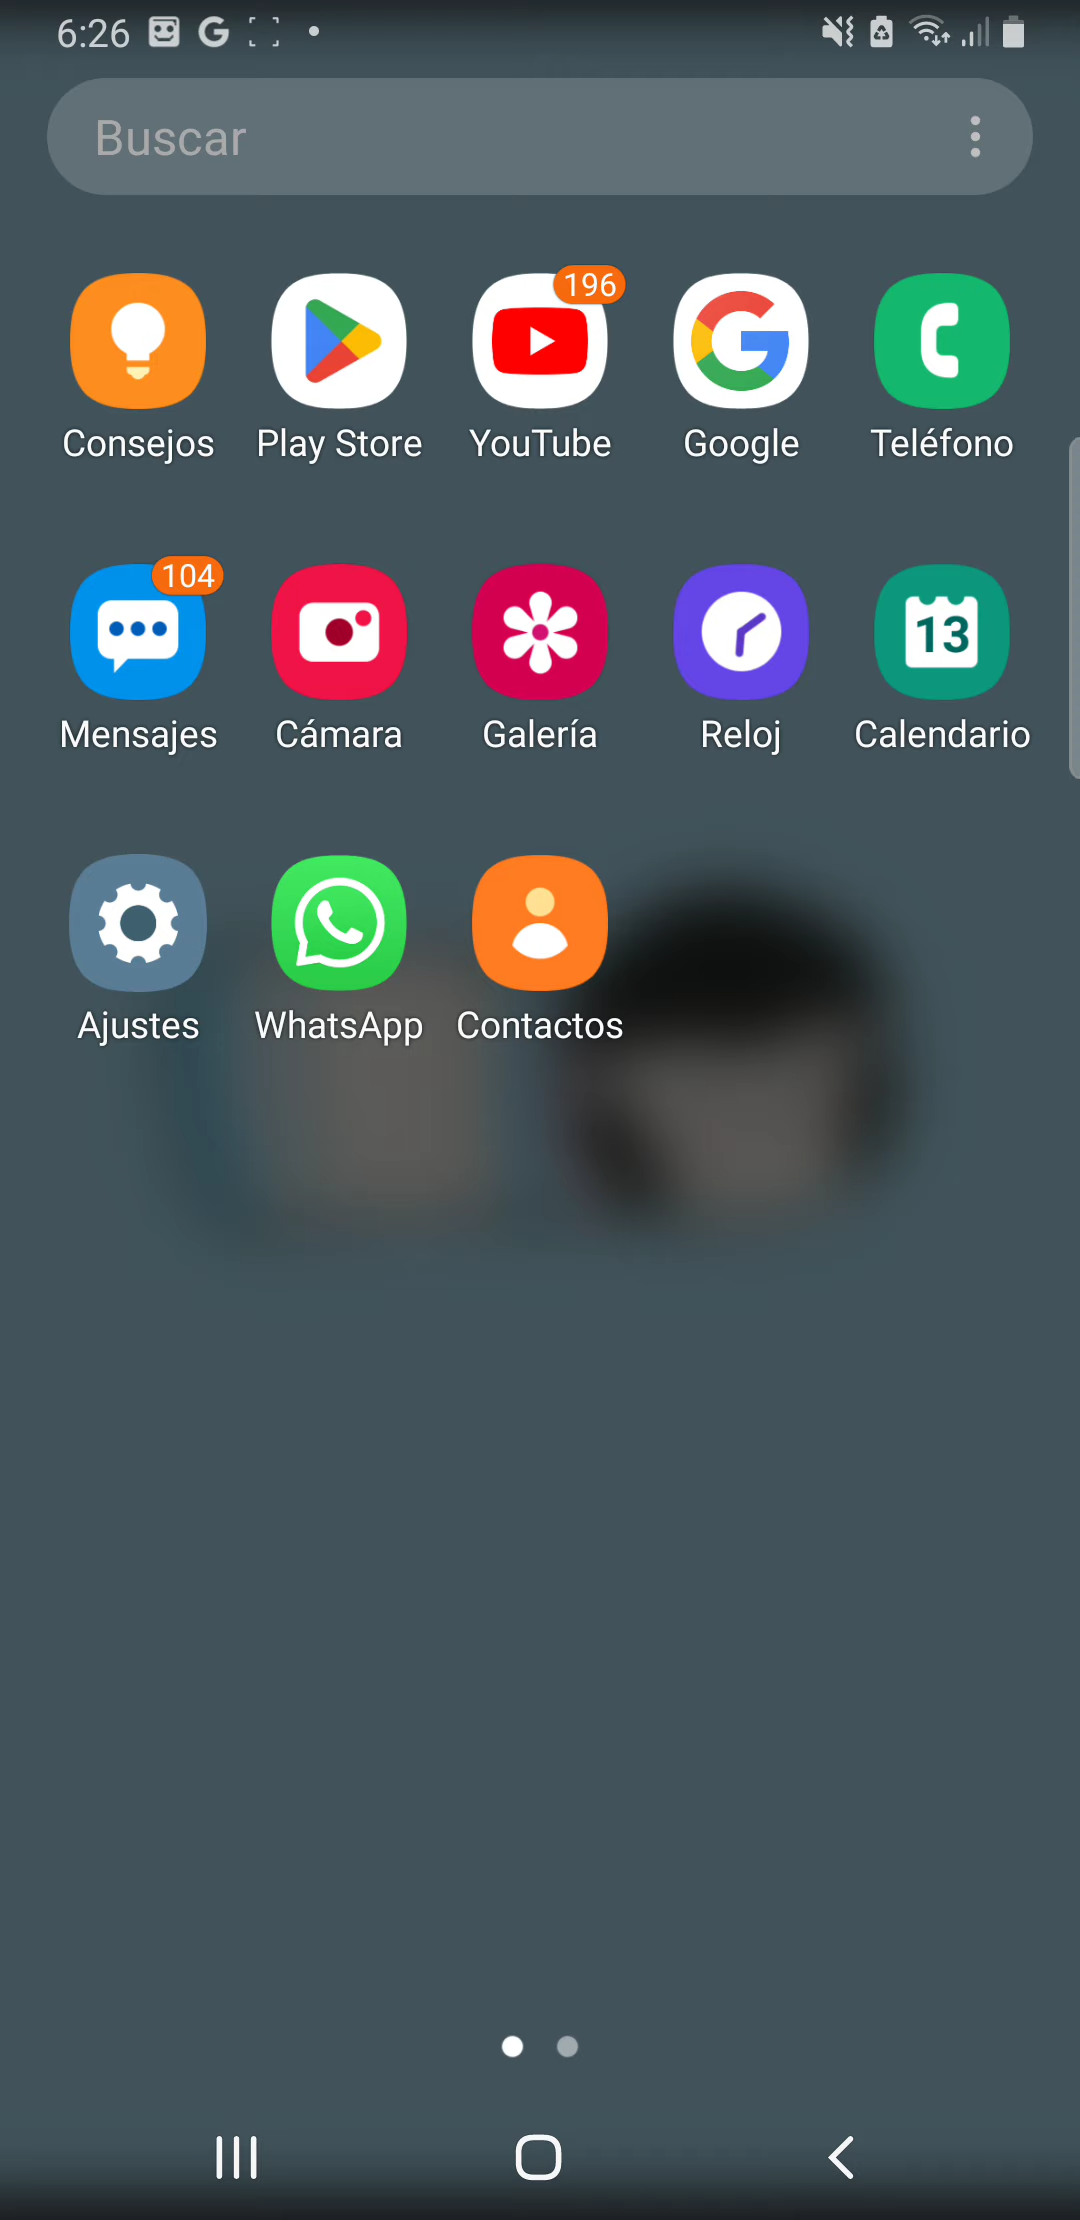 6:26
Buscar
196
Consejos Play Store YouTube Google Teléfono
104
13
Mensajes Cámara Galería Reloj Calendario
Ajustes WhatsApp Contactos